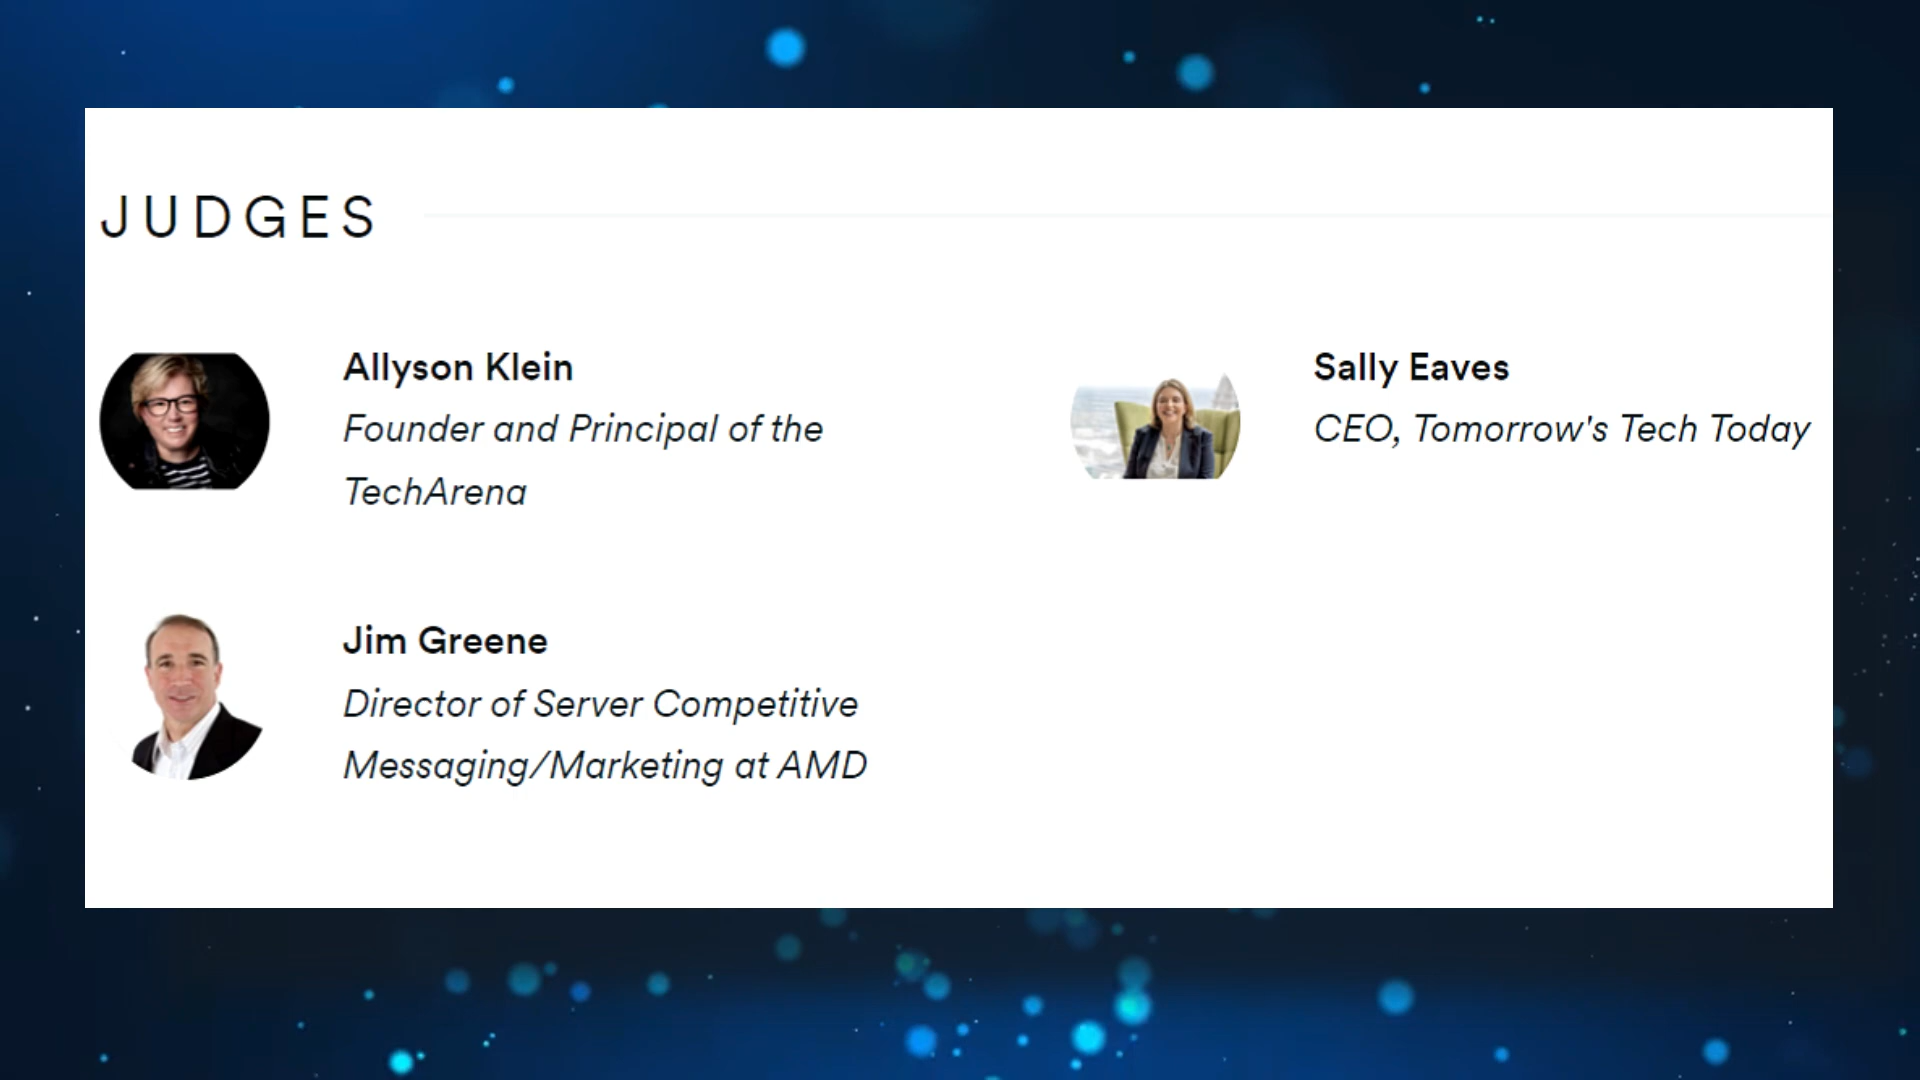 JUDGES
Allyson Klein
Founder and Principal of the
TechArena
Sally Eaves
CEO, Tomorrow's Tech Today
Jim Greene
Director of Server Competitive
Messaging/Marketing at AMD